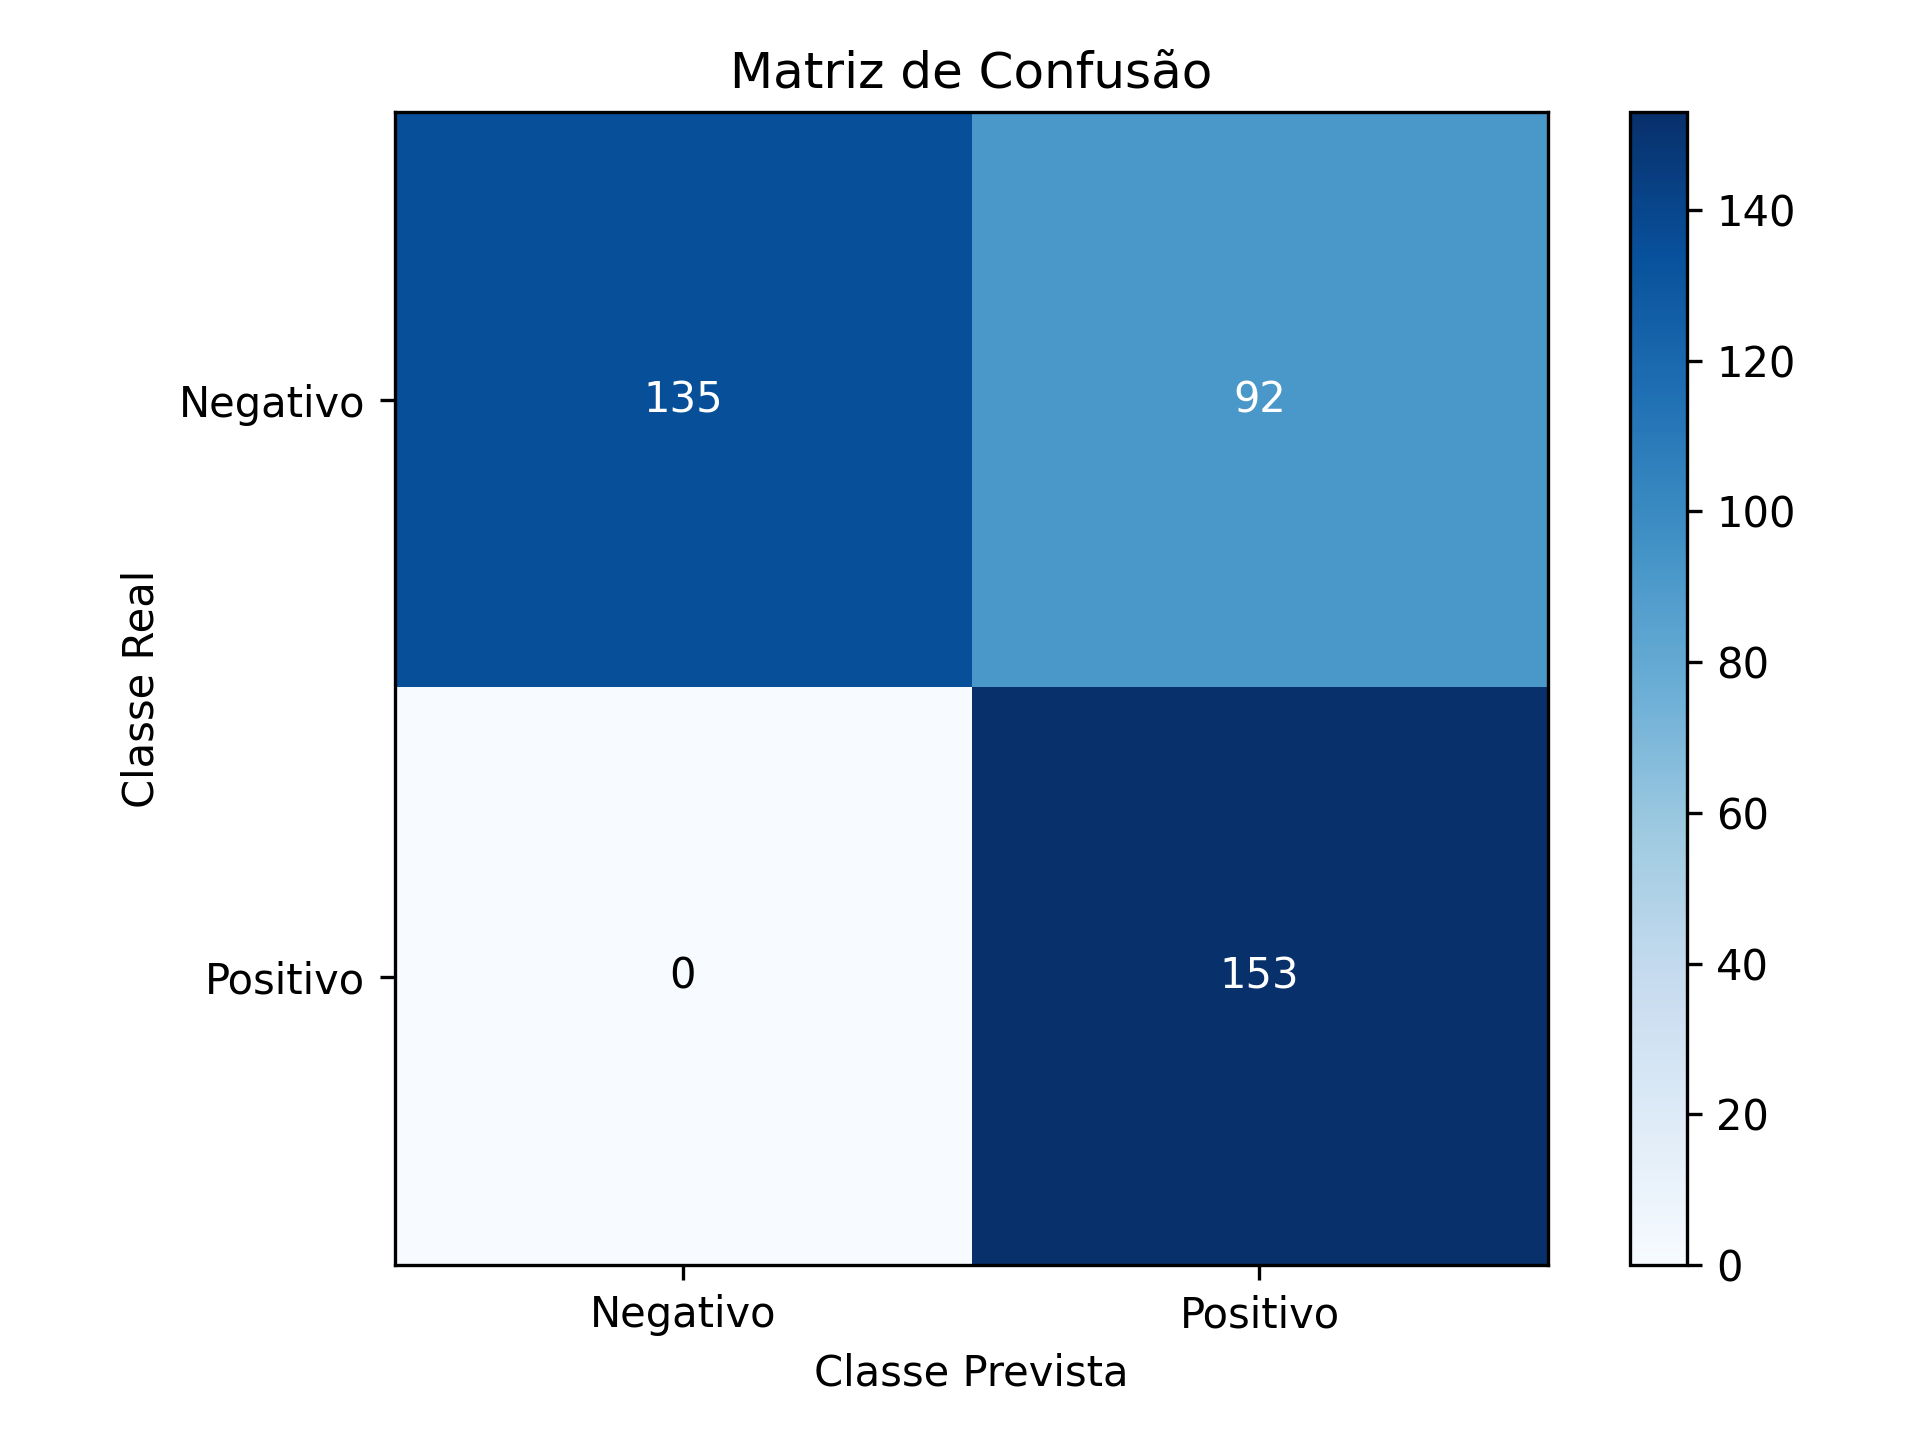 Matriz de Confusão
Classe Real
Negativo
135
92
Positivo
0
153
Negativo
Positivo
Classe Prevista
140
120
100
80
60
40
20
0